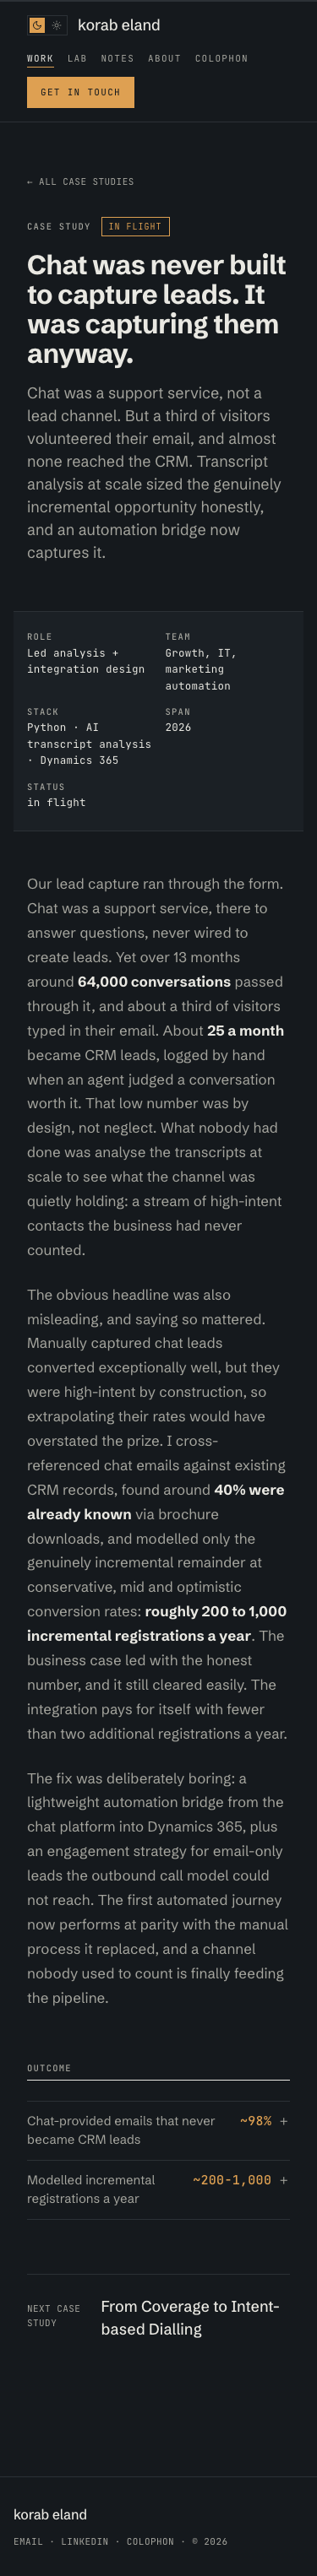 korab eland
WORK LAB NOTES ABOUT COLOPHON
GET IN TOUCH
← ALL CASE STUDIES
CASE STUDY IN FLIGHT
Chat was never built
to capture leads. It
was capturing them
anyway.
Chat was a support service, not a
lead channel. But a third of visitors
volunteered their email, and almost
none reached the CRM. Transcript
analysis at scale sized the genuinely
incremental opportunity honestly,
and an automation bridge now
captures it.
ROLE
Led analysis +
integration design
TEAM
Growth, IT,
marketing
automation
STACK
Python · AI
transcript analysis
· Dynamics 365
SPAN
2026
STATUS
in flight
Our lead capture ran through the form.
Chat was a support service, there to
answer questions, never wired to
create leads. Yet over 13 months
around 64,000 conversations passed
through it, and about a third of visitors
typed in their email. About 25 a month
became CRM leads, logged by hand
when an agent judged a conversation
worth it. That low number was by
design, not neglect. What nobody had
done was analyse the transcripts at
scale to see what the channel was
quietly holding: a stream of high-intent
contacts the business had never
counted.
The obvious headline was also
misleading, and saying so mattered.
Manually captured chat leads
converted exceptionally well, but they
were high-intent by construction, so
extrapolating their rates would have
overstated the prize. I cross-
referenced chat emails against existing
CRM records, found around 40% were
already known via brochure
downloads, and modelled only the
genuinely incremental remainder at
conservative, mid and optimistic
conversion rates: roughly 200 to 1,000
incremental registrations a year. The
business case led with the honest
number, and it still cleared easily. The
integration pays for itself with fewer
than two additional registrations a year.
The fix was deliberately boring: a
lightweight automation bridge from the
chat platform into Dynamics 365, plus
an engagement strategy for email-only
leads the outbound call model could
not reach. The first automated journey
now performs at parity with the manual
process it replaced, and a channel
nobody used to count is finally feeding
the pipeline.
OUTCOME
Chat-provided emails that never
became CRM leads
~98% +
Modelled incremental
registrations a year
~200-1,000 +
NEXT CASE
STUDY
From Coverage to Intent-
based Dialling
korab eland
EMAIL · LINKEDIN · COLOPHON · © 2026